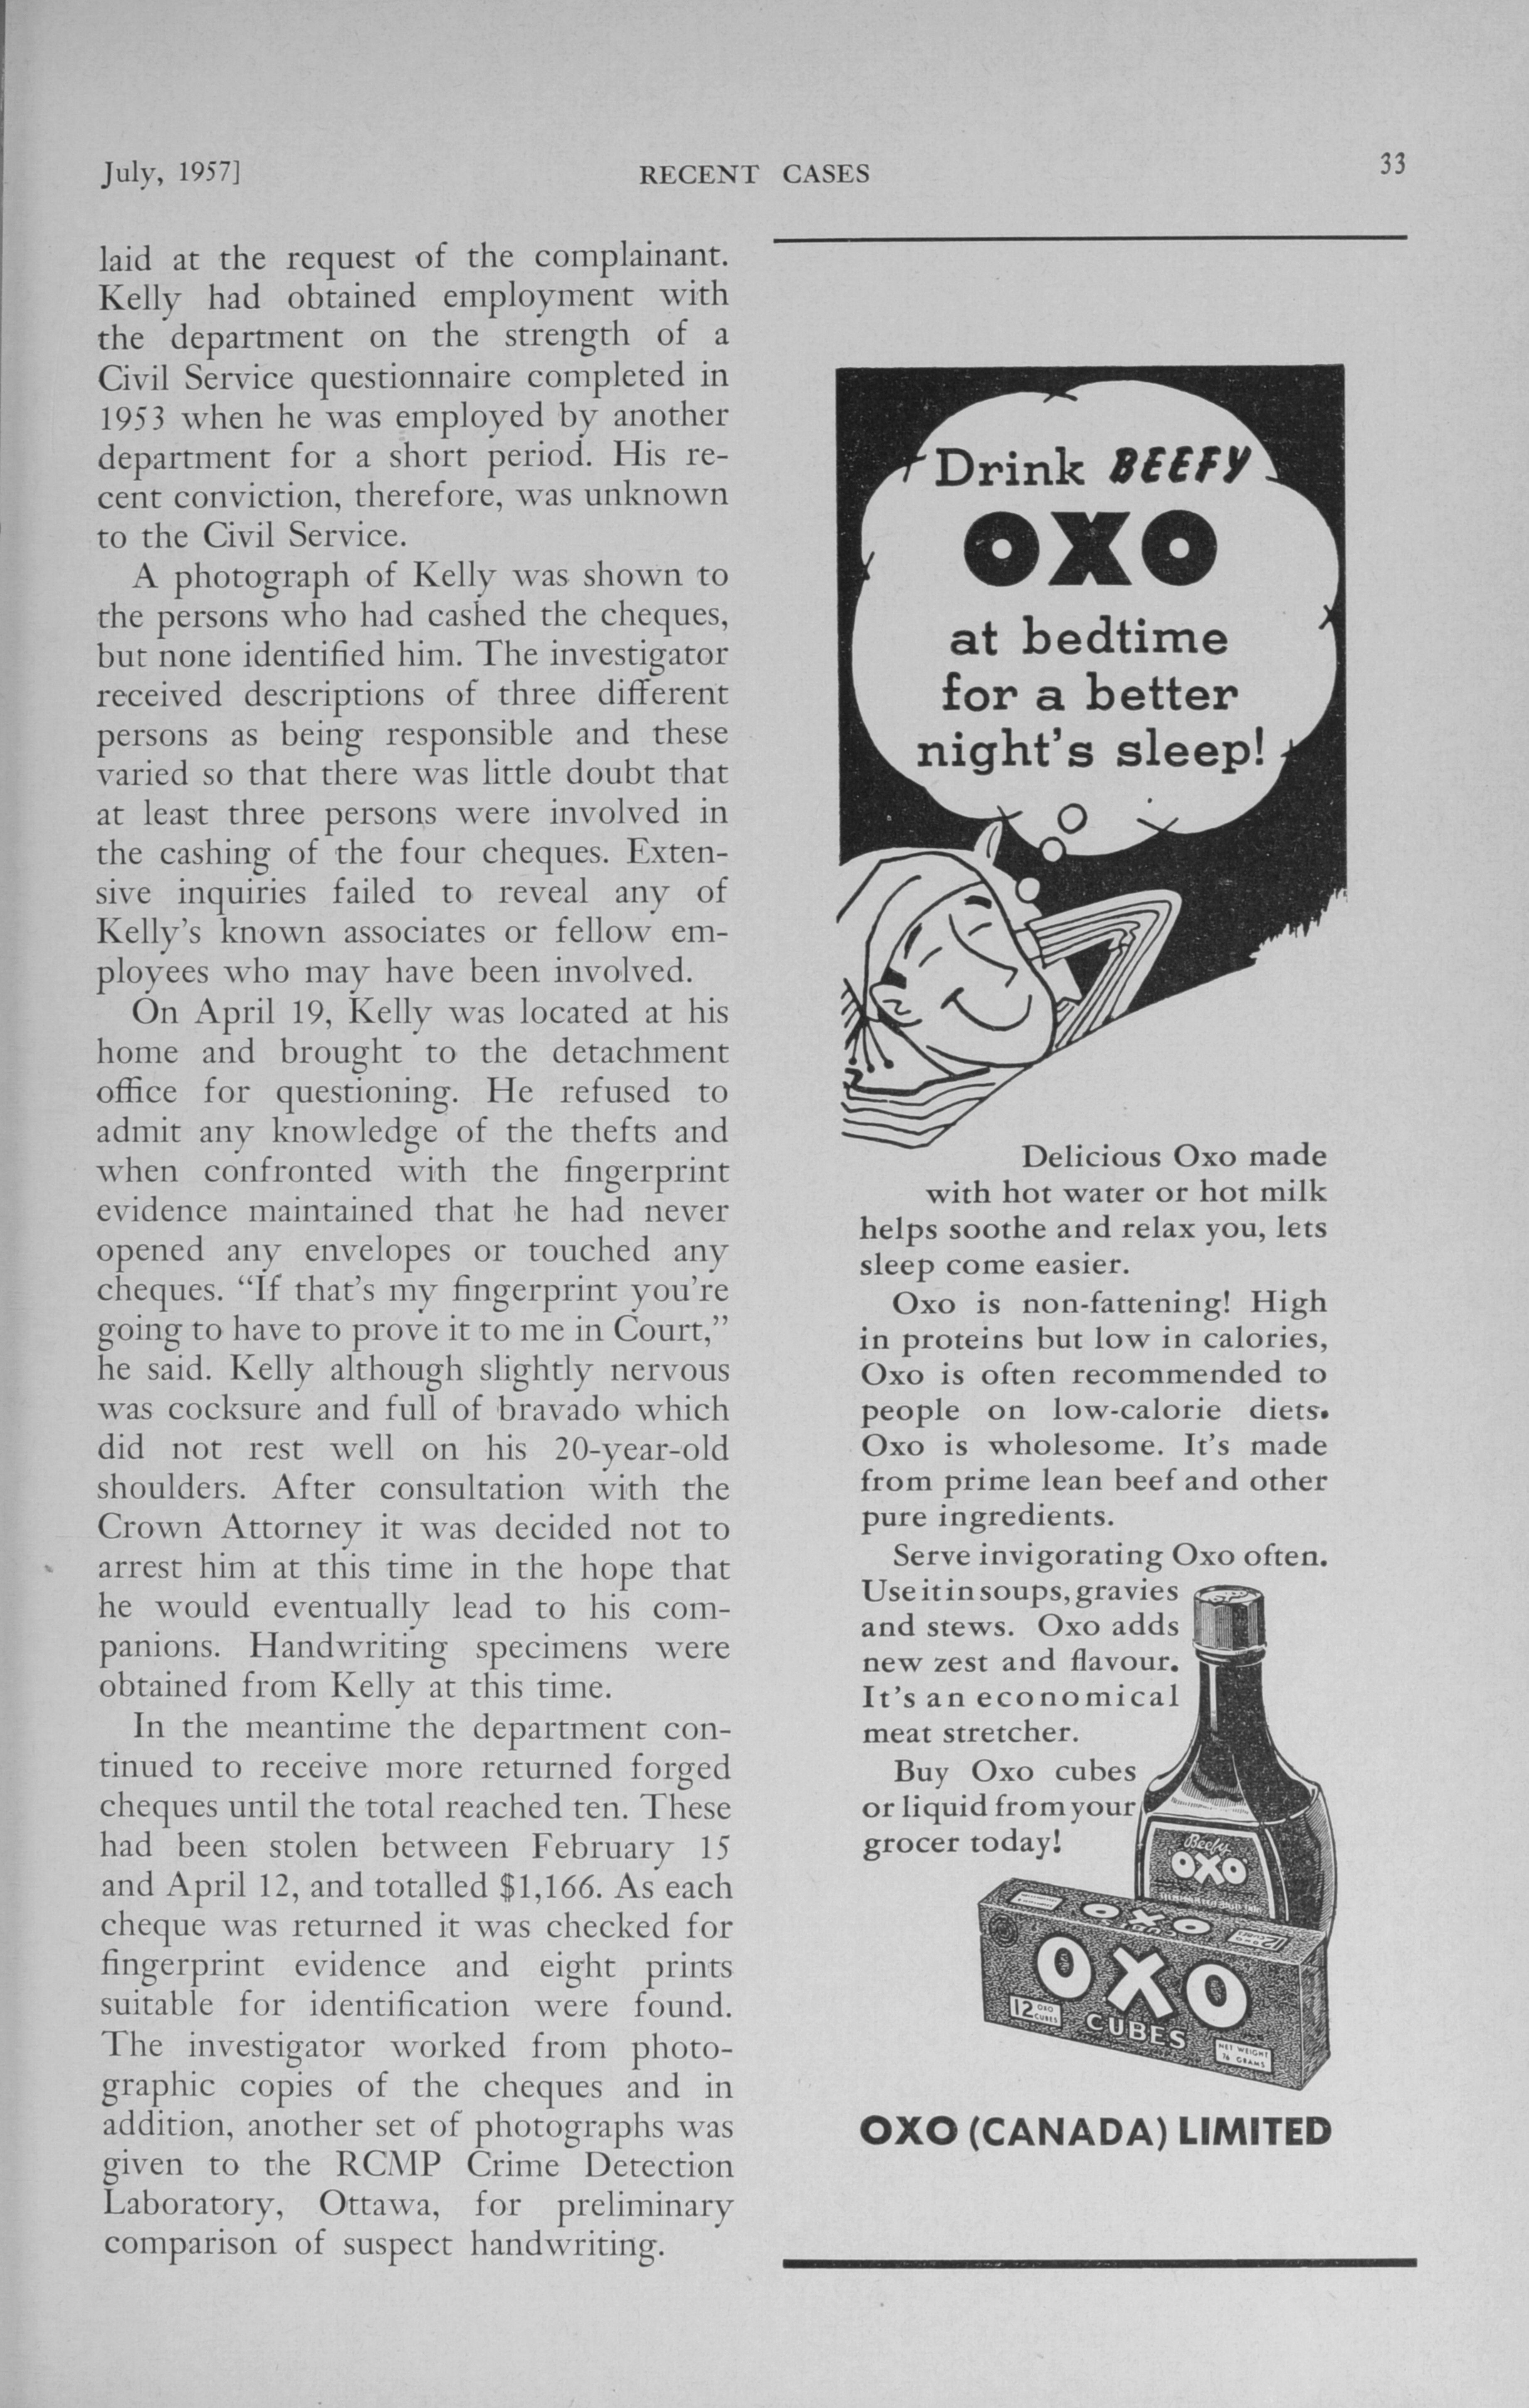 July, 1957]
RECENT CASES
33
laid at the request of the complainant.
Kelly had obtained employment with
the department on the strength of a
Civil Service questionnaire completed in
1953 when he was employed by another
department for a short period. His re-
cent conviction, therefore, was unknown
to the Civil Service.
A photograph of Kelly was shown to
the persons who had cashed the cheques,
but none identified him. The investigator
received descriptions of three different
persons as being responsible and these
varied so that there was little doubt that
at least three persons were involved in
the cashing of the four cheques. Exten-
sive inquiries failed to reveal any of
Kelly's known associates or fellow em-
ployees who may have been involved.
On April 19, Kelly was located at his
home and brought to the detachment
office for questioning. He refused to
admit any knowledge of the thefts and
when confronted with the fingerprint
evidence maintained that he had never
opened any envelopes or touched any
cheques. “If that's my fingerprint you're
going to have to prove it to me in Court,”
he said. Kelly although slightly nervous
was cocksure and full of bravado which
did not rest well on his 20-year-old
shoulders. After consultation with the
Crown Attorney it was decided not to
arrest him at this time in the hope that
he would eventually lead to his com-
panions. Handwriting specimens were
obtained from Kelly at this time.
In the meantime the department con-
tinued to receive more returned forged
cheques until the total reached ten. These
had been stolen between February 15
and April 12, and totalled $1,166. As each
cheque was returned it was checked for
fingerprint evidence and eight prints
suitable for identification were found.
The investigator worked from photo-
graphic copies of the cheques and in
addition, another set of photographs was
given to the RCMP Crime Detection
Laboratory, Ottawa, for preliminary
comparison of suspect handwriting.
Drink BEEFY
OXO
at bedtime
for a better
night's sleep!
Delicious Oxo made
with hot water or hot milk
helps soothe and relax you, lets
sleep come easier.
Oxo is non-fattening! High
in proteins but low in calories,
Oxo is often recommended to
people on low-calorie diets.
Oxo is wholesome. It's made
from prime lean beef and other
pure ingredients.
Serve invigorating Oxo often.
Use it in soups, gravies
and stews. Oxo adds
new zest and flavour.
It's an economical
meat stretcher.
Buy Oxo cubes
or liquid from your
grocer today!
Beefy
OXO
OXO
OXO
12 OXO
CUBES
CUBES
NET WEIGHT
GRAMS
OXO (CANADA) LIMITED